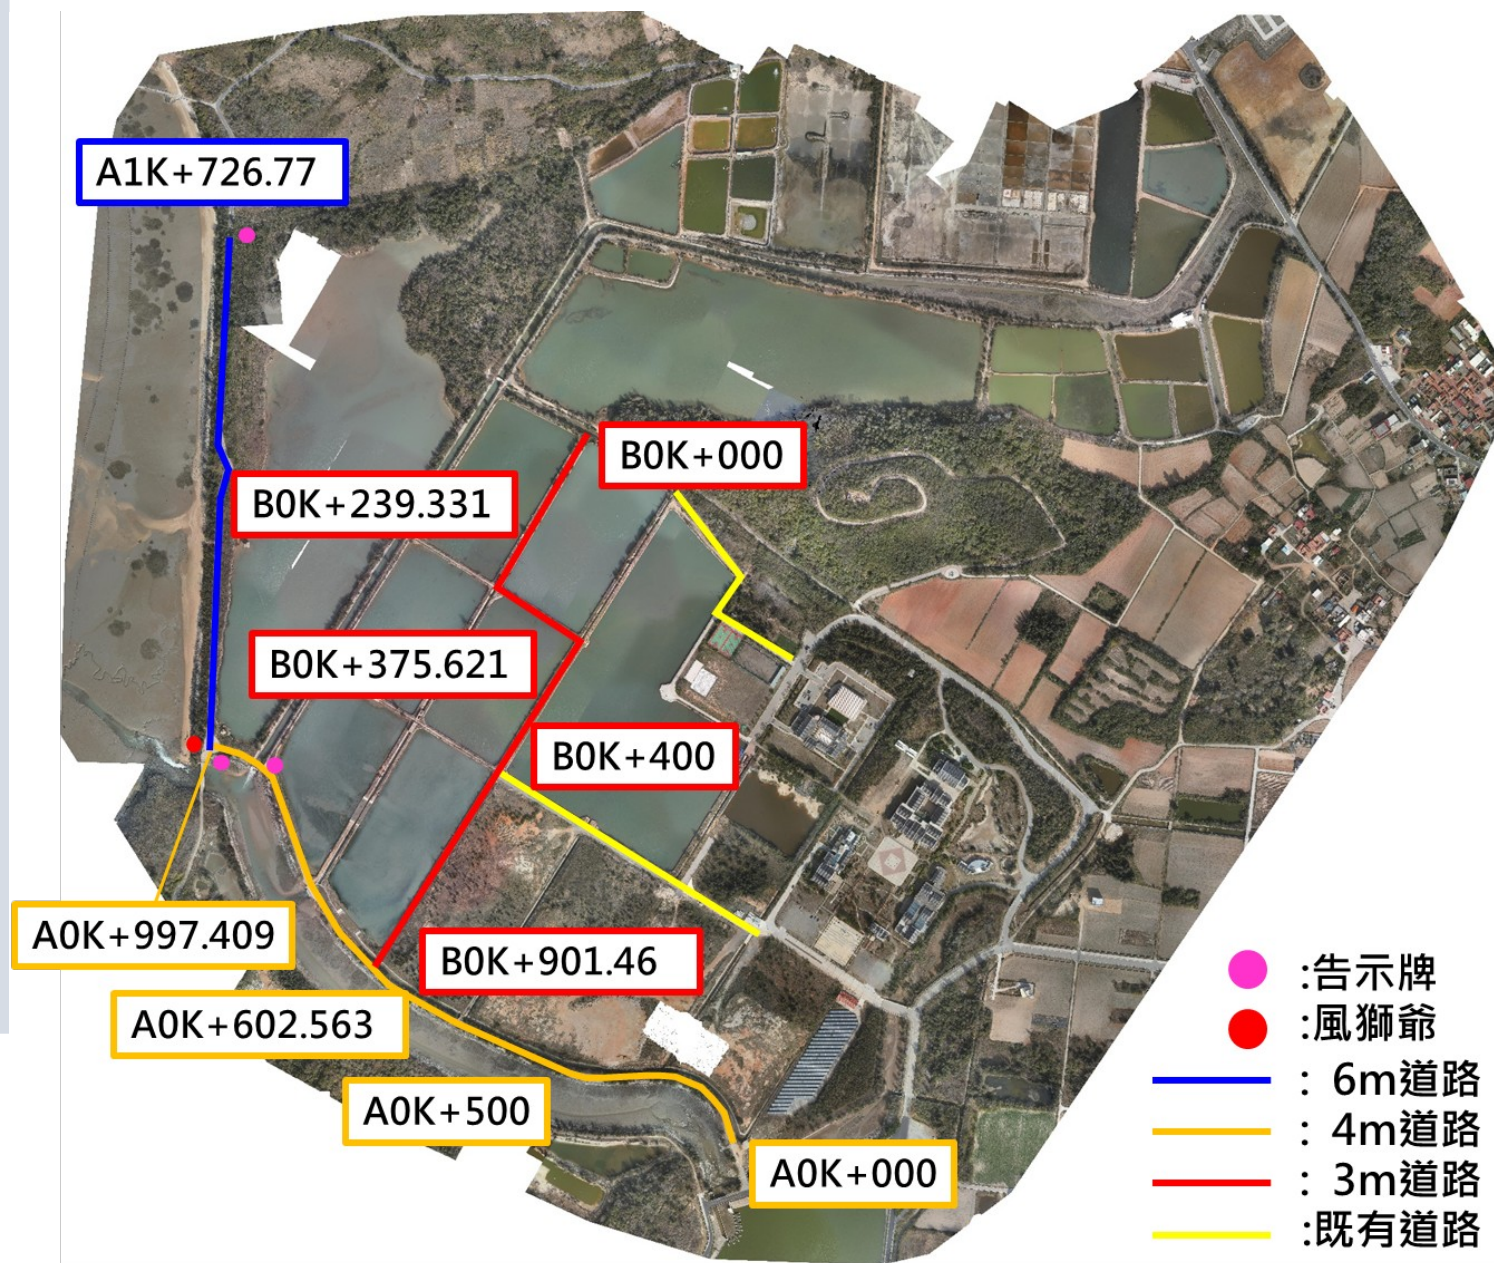 A1K+726.77
B0K+000
B0K+239.331
B0K+375.621
B0K+400
A0K+997.409
B0K+901.46
A0K+602.563
A0K+500
A0K+000
:告示牌
:風獅爺
: 6m道路
: 4m道路
: 3m道路
:既有道路